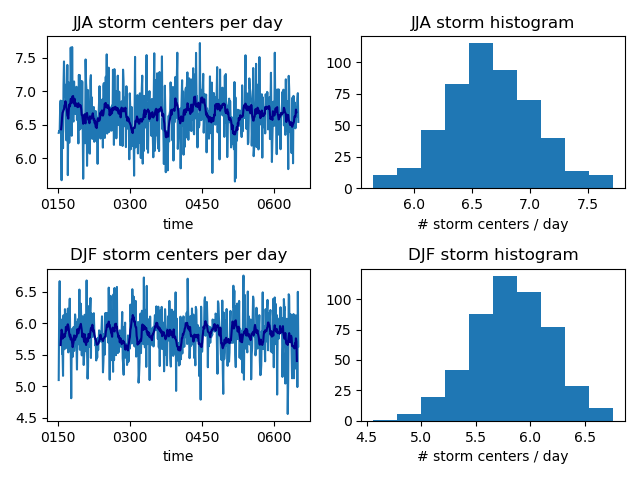 JJA storm centers per day
7.5
7.0
6.5
6.0
0150 0300 0450 0600
time
JJA storm histogram
100
75
50
25
0
6.0 6.5 7.0 7.5
# storm centers / day
DJF storm centers per day
6.5
6.0
5.5
5.0
4.5
0150 0300 0450 0600
time
DJF storm histogram
100
75
50
25
0
4.5 5.0 5.5 6.0 6.5
# storm centers / day